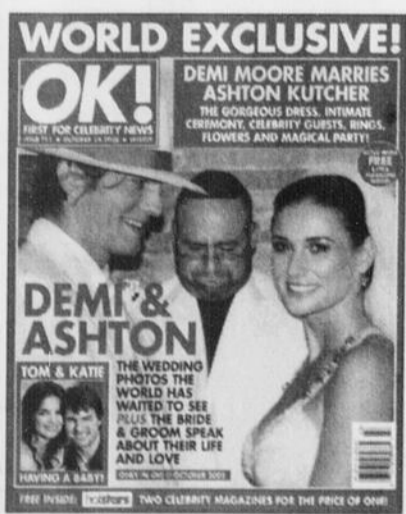 WORLD EXCLUSIVE!
OK!
FIRST FOR CELEBRITY NEWS
DEMI MOORE MARRIES
ASHTON KUTCHER
THE GORGEOUS DRESS, INTIMATE
CEREMONY, CELEBRITY GUESTS, RINGS,
FLOWERS AND MAGICAL PARTY!
FREE
DEMI &
ASHTON
TOM & KATIE
HAVING A BABY!
THE WEDDING
PHOTOS THE
WORLD HAS
WAITED TO SEE
PLUS THE BRIDE
& GROOM SPEAK
ABOUT THEIR LIFE
AND LOVE
FREE INSIDE: TWO CELEBRITY MAGAZINES FOR THE PRICE OF ONE!